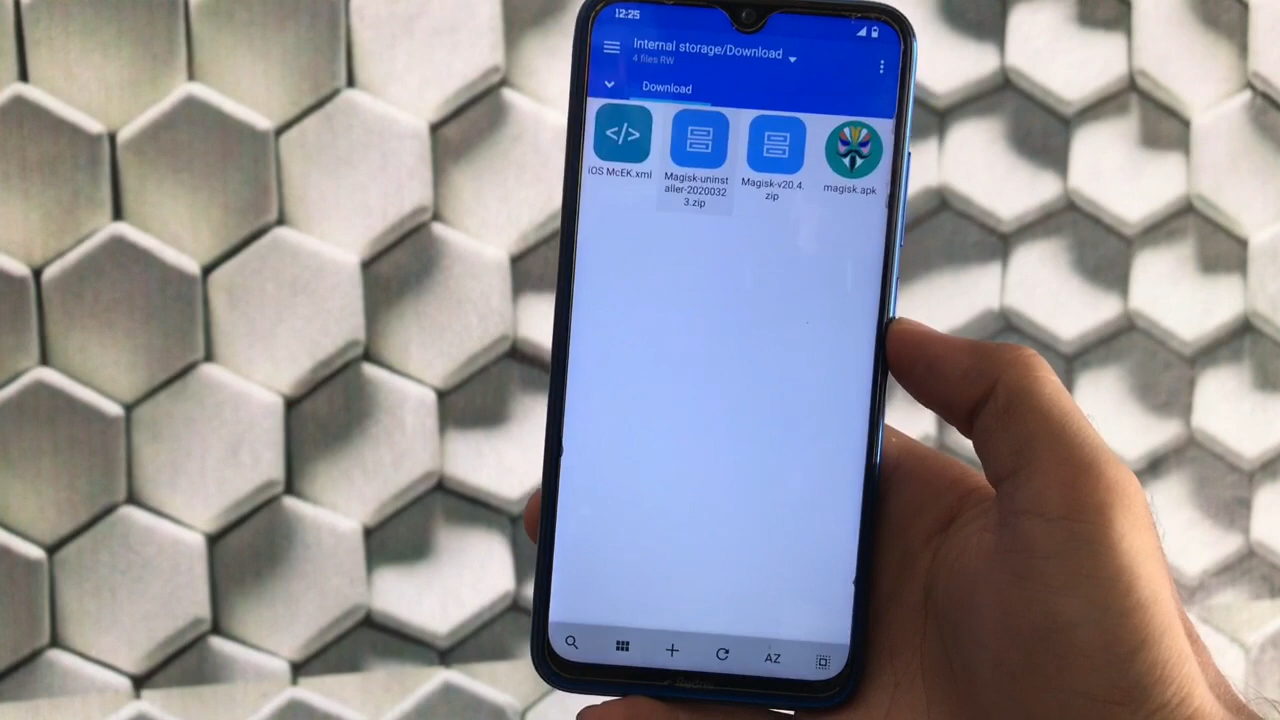 12:25
Internal storage/Download
4 files RW
Download
iOS McEK.xml
Magisk-uninst
aller-2020032
3.zip
Magisk-v20.4.
zip
magisk.apk
AZ
Redmi